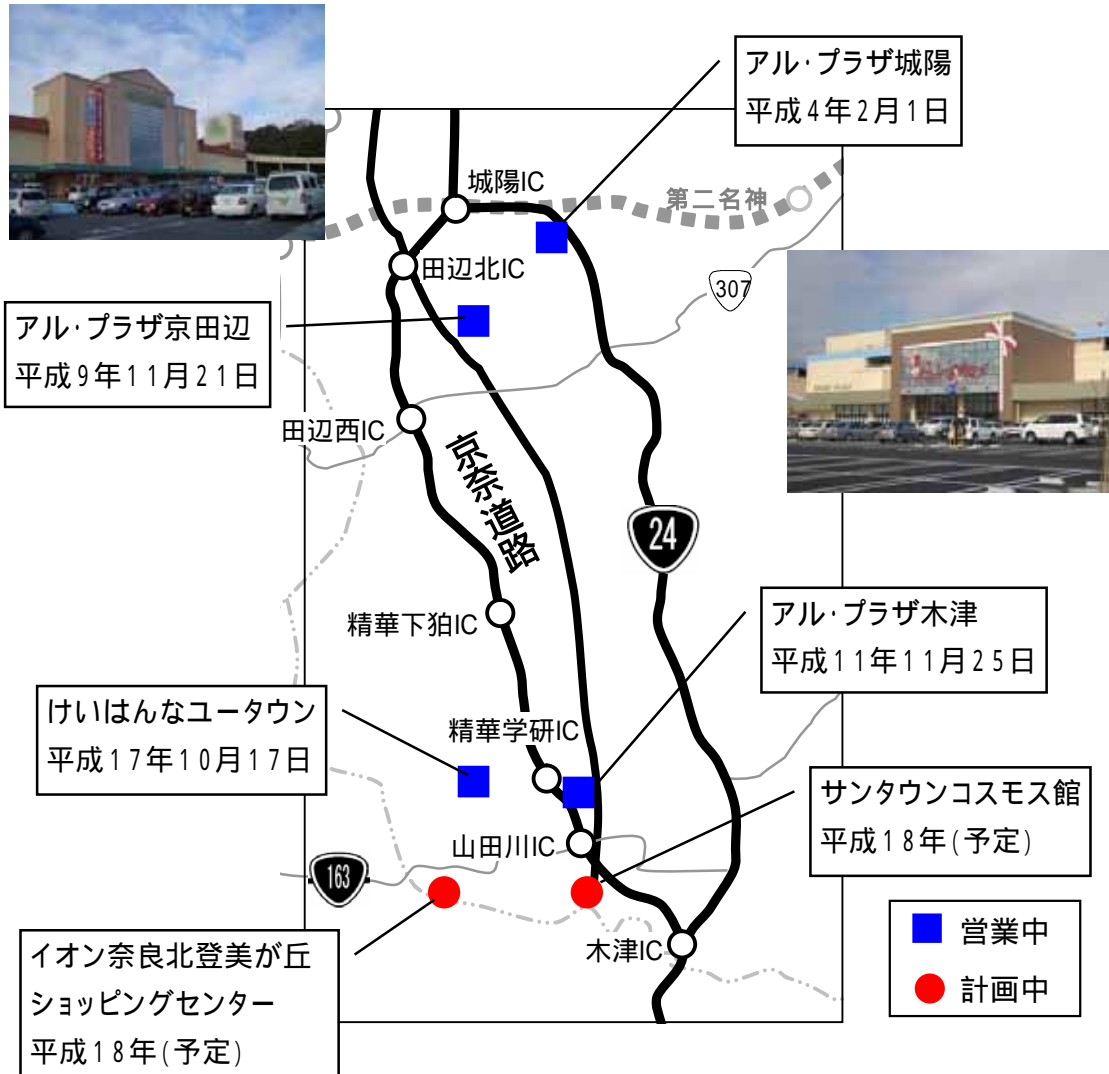 アル・プラザ城陽
平成4年2月1日
城陽IC
第二名神
田辺北IC
307
アル・プラザ京田辺
平成9年11月21日
田辺西IC
京奈道路
24
精華下狛IC
アル・プラザ木津
平成11年11月25日
けいはんなユータウン
平成17年10月17日
精華学研IC
サンタウンコスモス館
平成18年(予定)
山田川IC
163
イオン奈良北登美が丘
ショッピングセンター
平成18年(予定)
木津IC
営業中
計画中